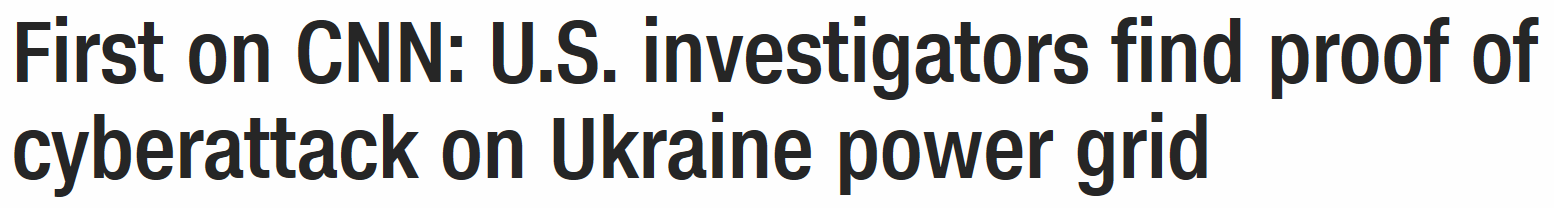 First on CNN: U.S. investigators find proof of
cyberattack on Ukraine power grid